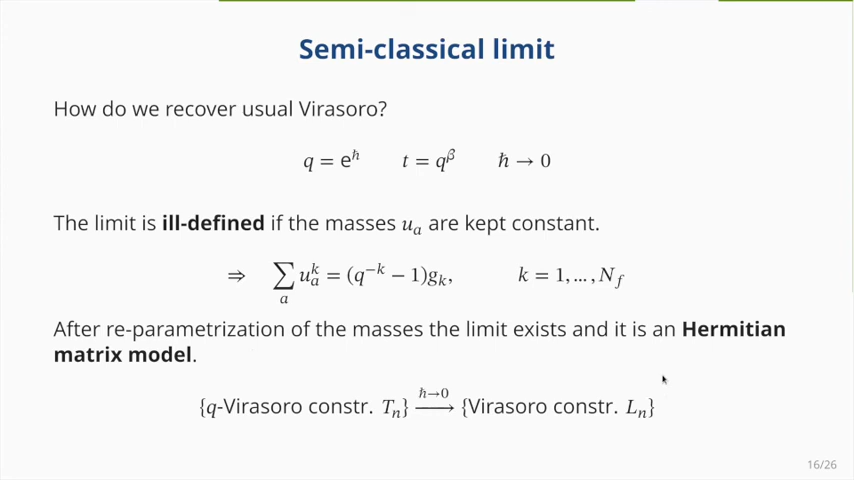 Semi-classical limit
How do we recover usual Virasoro?
q = e^ℏ t = q^β ℏ → 0
The limit is ill-defined if the masses u_a are kept constant.
⇒ ∑_a u_a^k = (q^{-k} − 1)g_k, k = 1, ... , N_f
After re-parametrization of the masses the limit exists and it is an Hermitian
matrix model.
{q-Virasoro constr. T_n} \xrightarrow{ℏ→0} {Virasoro constr. L_n}
16/26